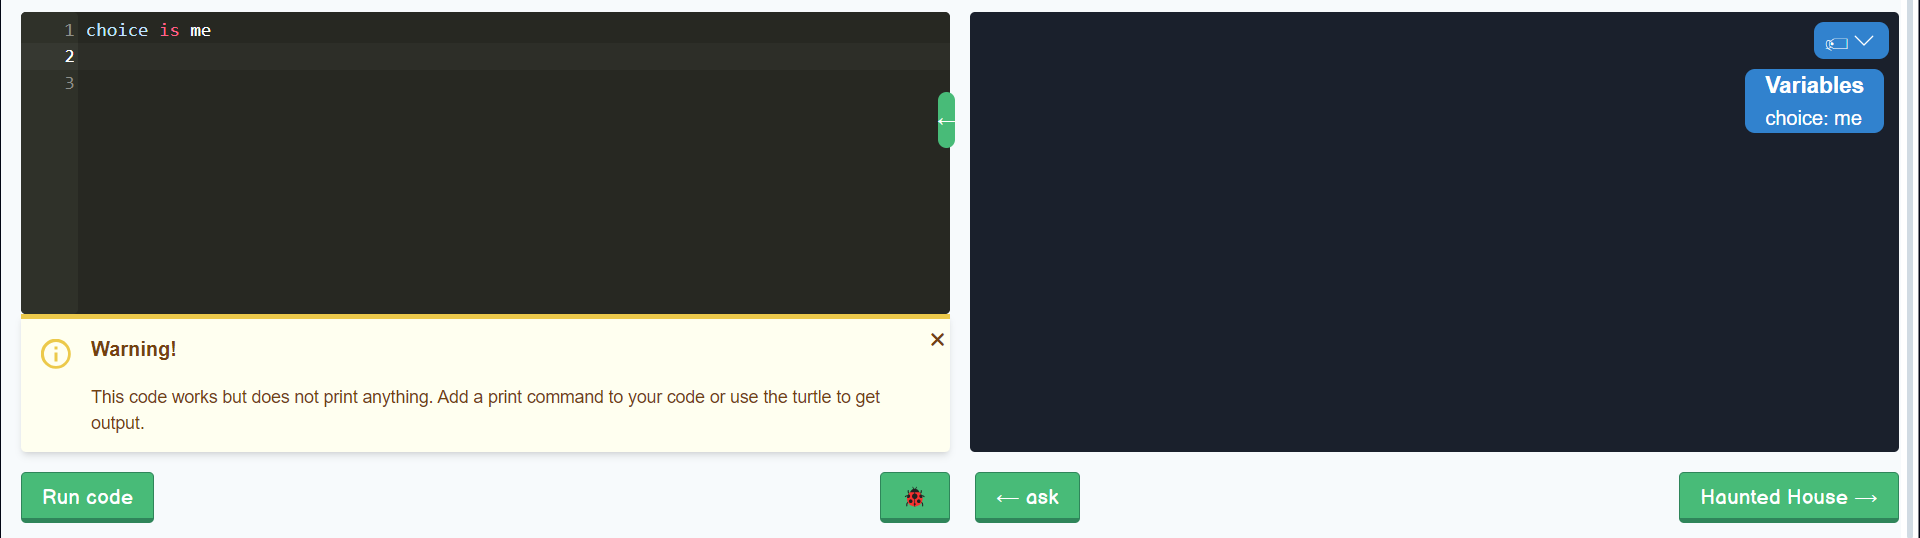 1 choice is me
2
3
←
Variables
choice: me
Warning!
This code works but does not print anything. Add a print command to your code or use the turtle to get
output.
Run code
← ask
Haunted House →